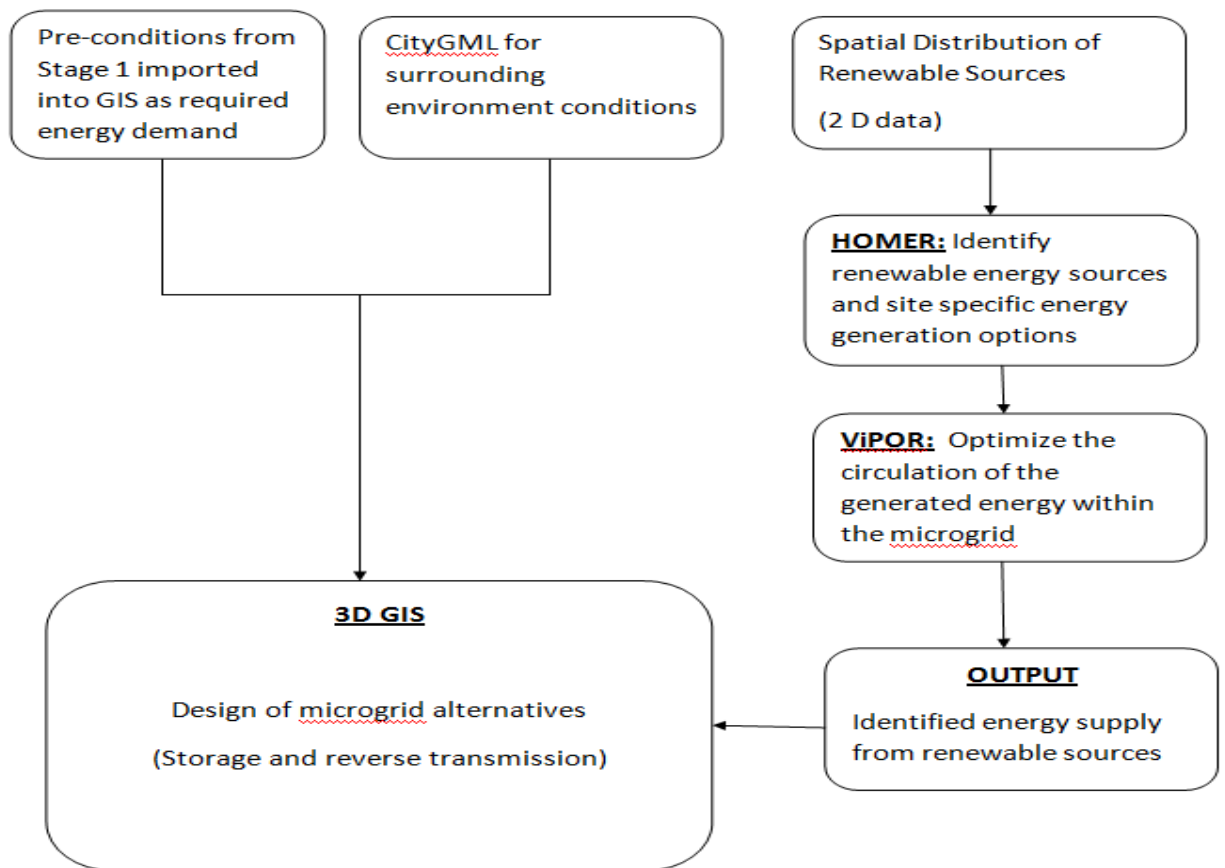 Pre-conditions from
Stage 1 imported
into GIS as required
energy demand
CityGML for
surrounding
environment conditions
Spatial Distribution of
Renewable Sources
(2 D data)
HOMER: Identify
renewable energy sources
and site specific energy
generation options
ViPOR: Optimize the
circulation of the
generated energy within
the microgrid
3D GIS
Design of microgrid alternatives
(Storage and reverse transmission)
OUTPUT
Identified energy supply
from renewable sources